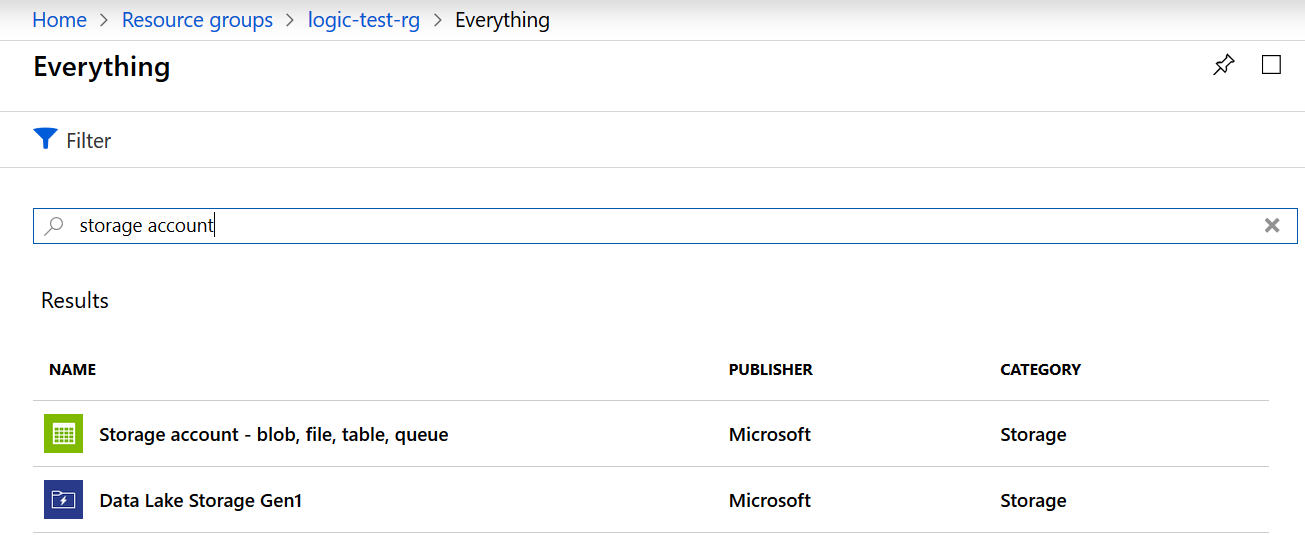 Home > Resource groups > logic-test-rg > Everything
Everything
Filter
storage account
Results
NAME PUBLISHER CATEGORY
Storage account - blob, file, table, queue Microsoft Storage
Data Lake Storage Gen1 Microsoft Storage